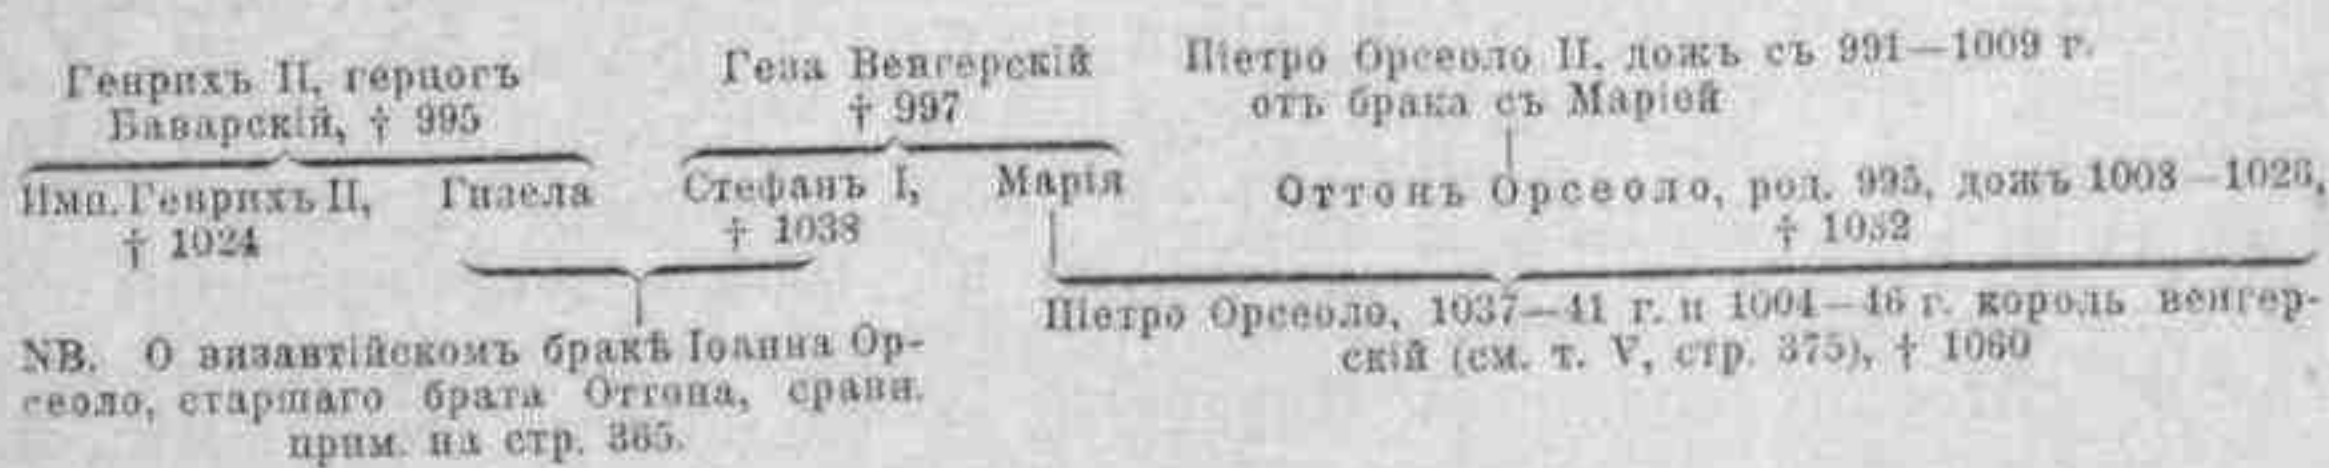 Генрихъ II, герцогъ
Баварскій, † 995
Геза Венгерскій
† 997
Піетро Орсеоло II, дожъ съ 991—1009 г.
отъ брака съ Маріей
Имп. Генрихъ II,
† 1024
Гизела
Стефанъ I,
† 1038
Марія
Оттонъ Орсеоло, род. 995, дожъ 1008—1026,
† 1032
Піетро Орсеоло, 1037—41 г. и 1004—46 г. король венгер-
скій (см. т. V, стр. 375), † 1060
NB. О византійскомъ бракѣ Іоанна Ор-
сеоло, старшаго брата Оттона, сравн.
прим. на стр. 365.